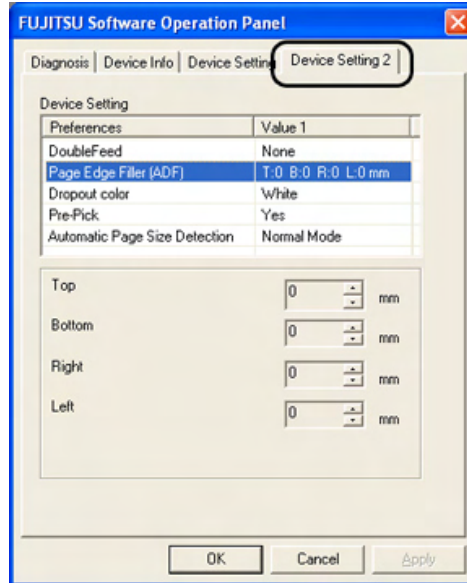 FUJITSU Software Operation Panel
Diagnosis Device Info Device Setting Device Setting 2
Device Setting
Preferences Value 1
DoubleFeed None
Page Edge Filler (ADF) T:0 B:0 R:0 L:0 mm
Dropout color White
Pre-Pick Yes
Automatic Page Size Detection Normal Mode
Top 0 mm
Bottom 0 mm
Right 0 mm
Left 0 mm
OK Cancel Apply